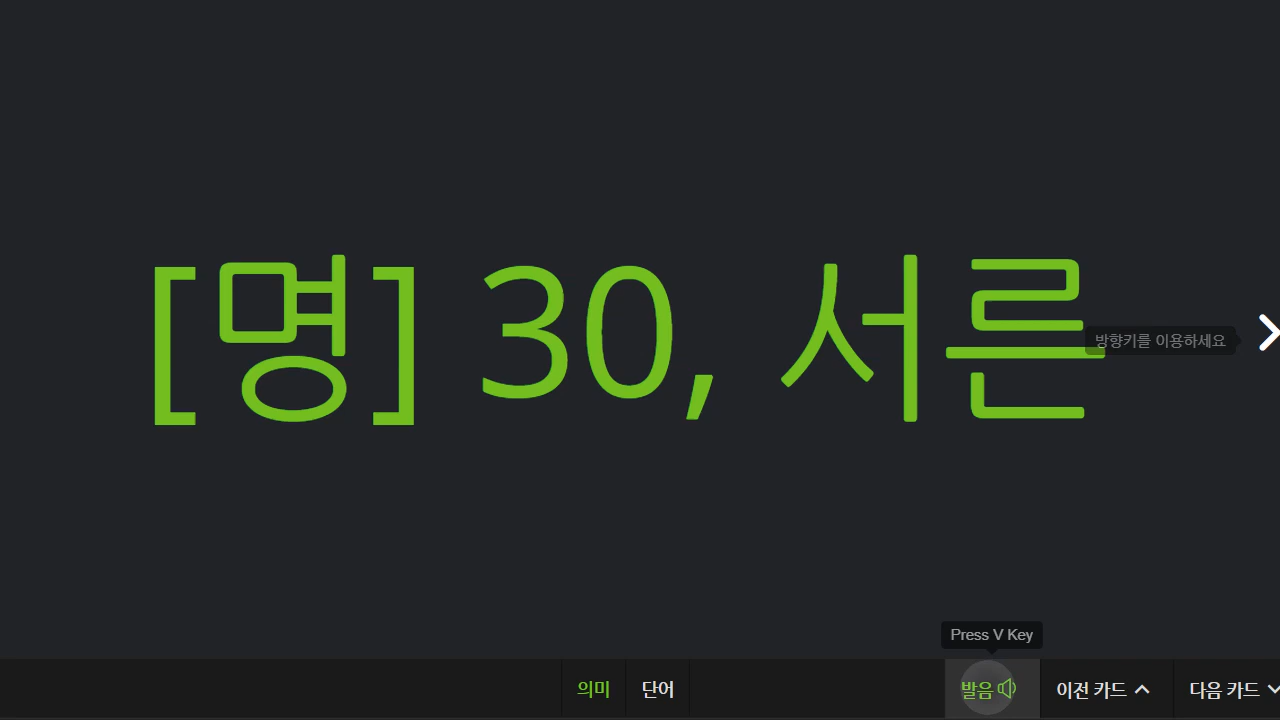 [명] 30, 서른
방향키를 이용하세요
Press V Key
의미 단어 발음 이전 카드 다음 카드